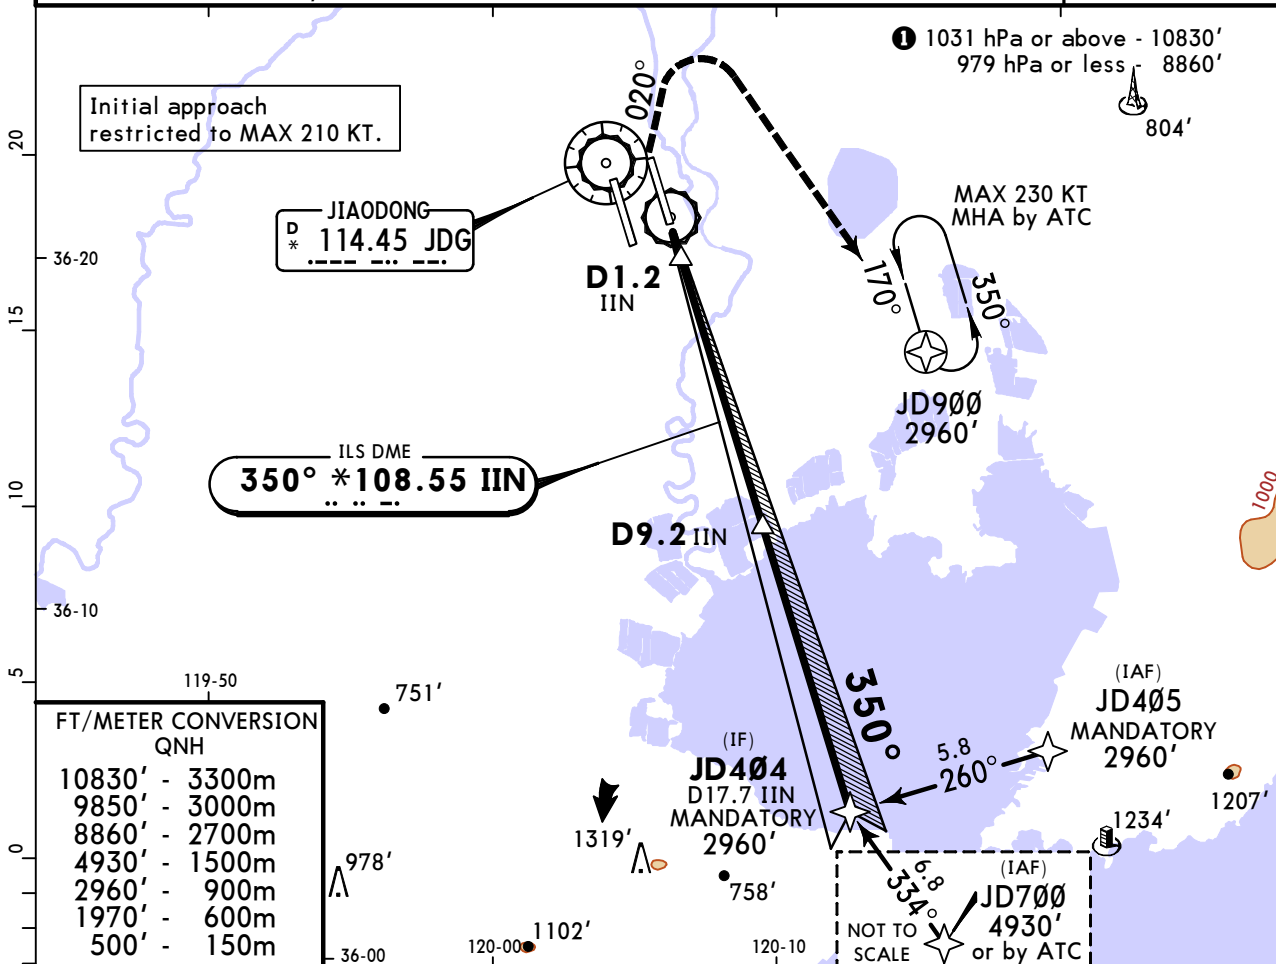 ❶ 1031 hPa or above - 10830'
979 hPa or less - 8860'
804'
Initial approach
restricted to MAX 210 KT.
020°
20
JIAODONG
D
* 114.45 JDG
MAX 230 KT
MHA by ATC
36-20
D1.2
IIN
170°
350°
15
JD9ØØ
2960'
ILS DME
350° *108.55 IIN
10
1000
D9.2 IIN
36-10
5
119-50
751'
350°
(IAF)
JD4Ø5
MANDATORY
2960'
5.8
260°
1207'
FT/METER CONVERSION
QNH
10830' - 3300m
9850' - 3000m
8860' - 2700m
4930' - 1500m
2960' - 900m
1970' - 600m
500' - 150m
(IF)
JD4Ø4
D17.7 IIN
MANDATORY
2960'
1319'
1234'
0
978'
758'
6.8
334°
(IAF)
JD7ØØ
4930'
or by ATC
NOT TO
SCALE
1102'
36-00
120-00
120-10